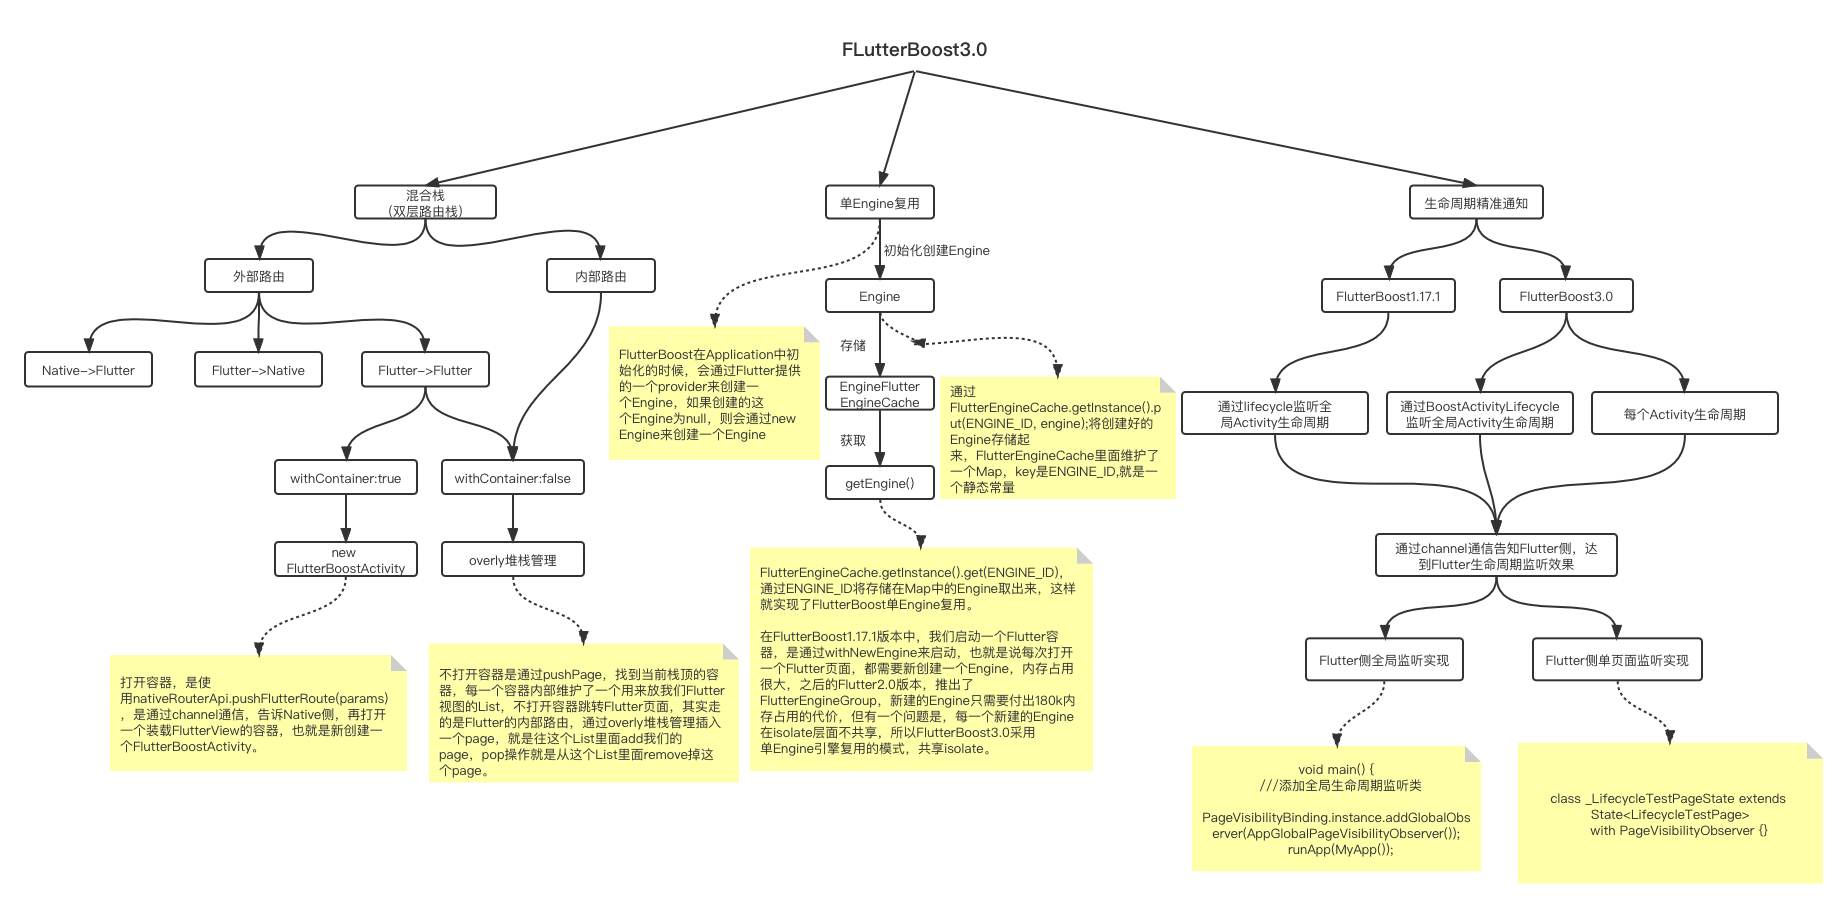 FLutterBoost3.0
混合栈
（双层路由栈）
单Engine复用
生命周期精准通知
初始化创建Engine
外部路由
内部路由
Engine
FlutterBoost1.17.1
FlutterBoost3.0
Native->Flutter
Flutter->Native
Flutter->Flutter
FlutterBoost在Application中初
始化的时候，会通过Flutter提供
的一个provider来创建一
个Engine，如果创建的这
个Engine为null，则会通过new
Engine来创建一个Engine
存储
EngineFlutter
EngineCache
获取
getEngine()
通过
FlutterEngineCache.getInstance().p
ut(ENGINE_ID, engine);将创建好的
Engine存储起
来，FlutterEngineCache里面维护了
一个Map，key是ENGINE_ID,就是一
个静态常量
通过lifecycle监听全
局Activity生命周期
通过BoostActivityLifecycle
监听全局Activity生命周期
每个Activity生命周期
withContainer:true
withContainer:false
new
FlutterBoostActivity
overly堆栈管理
通过channel通信告知Flutter侧，达
到Flutter生命周期监听效果
FlutterEngineCache.getInstance().get(ENGINE_ID),
通过ENGINE_ID将存储在Map中的Engine取出来，这样
就实现了FlutterBoost单Engine复用。
在FlutterBoost1.17.1版本中，我们启动一个Flutter容
器，是通过withNewEngine来启动，也就是说每次打开
一个Flutter页面，都需要新创建一个Engine，内存占用
很大，之后的Flutter2.0版本，推出了
FlutterEngineGroup，新建的Engine只需要付出180k内
存占用的代价，但有一个问题是，每一个新建的Engine
在isolate层面不共享，所以FlutterBoost3.0采用
单Engine引擎复用的模式，共享isolate。
Flutter侧全局监听实现
Flutter侧单页面监听实现
打开容器，是使
用nativeRouterApi.pushFlutterRoute(params)
，是通过channel通信，告诉Native侧，再打开
一个装载FlutterView的容器，也就是新创建一
个FlutterBoostActivity。
不打开容器是通过pushPage，找到当前栈顶的容
器，每一个容器内部维护了一个用来放我们Flutter
视图的List，不打开容器跳转Flutter页面，其实走
的是Flutter的内部路由，通过overly堆栈管理插入
一个page，就是往这个List里面add我们的
page，pop操作就是从这个List里面remove掉这
个page。
void main() {
///添加全局生命周期监听类
PageVisibilityBinding.instance.addGlobalObs
erver(AppGlobalPageVisibilityObserver());
runApp(MyApp());
class _LifecycleTestPageState extends
State<LifecycleTestPage>
with PageVisibilityObserver {}